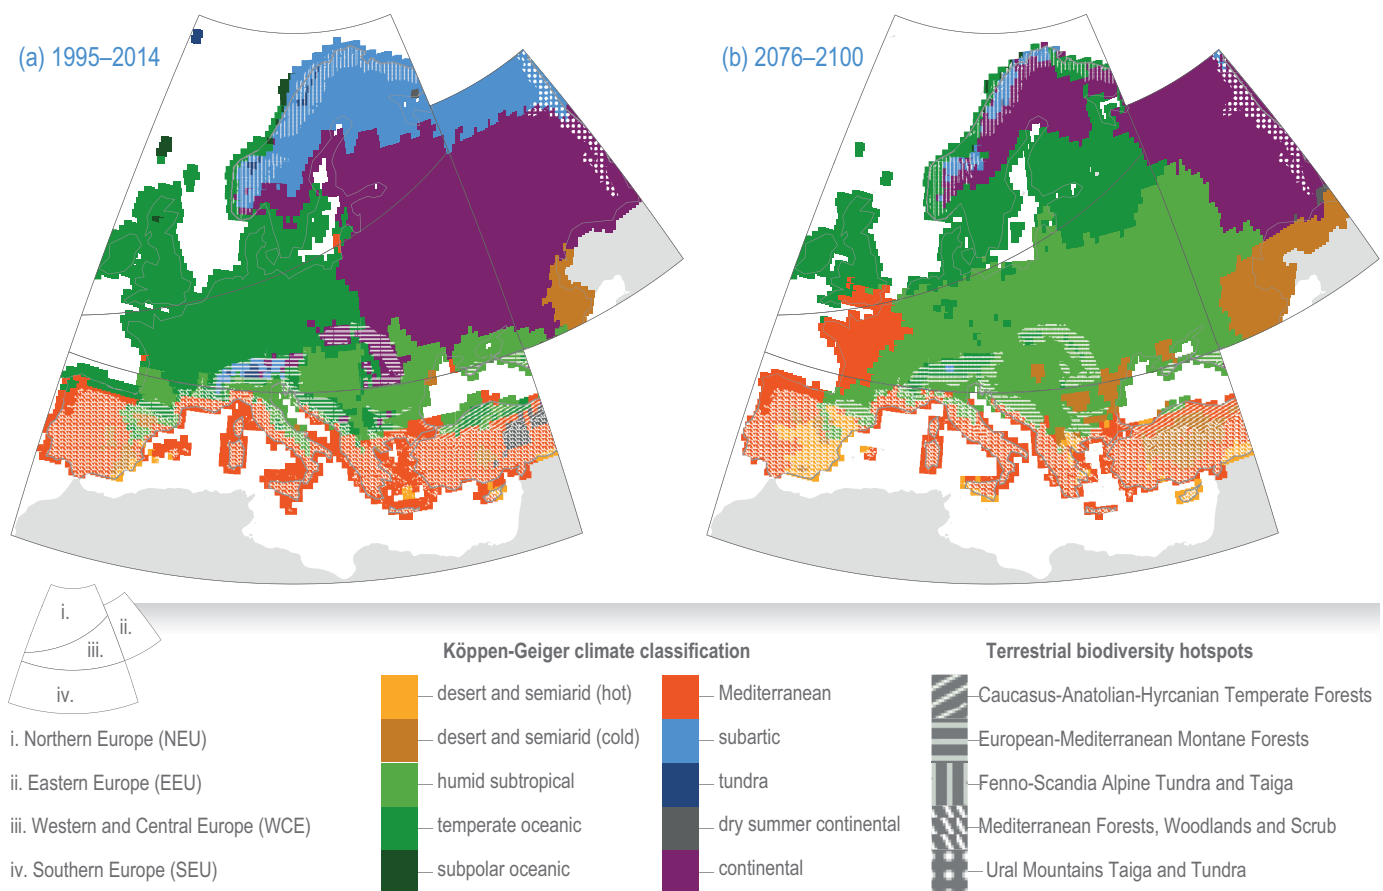 (a) 1995–2014
(b) 2076–2100
i.
ii.
iii.
iv.
i. Northern Europe (NEU)
ii. Eastern Europe (EEU)
iii. Western and Central Europe (WCE)
iv. Southern Europe (SEU)
Köppen-Geiger climate classification
desert and semiarid (hot)
desert and semiarid (cold)
humid subtropical
temperate oceanic
subpolar oceanic
Mediterranean
subartic
tundra
dry summer continental
continental
Terrestrial biodiversity hotspots
Caucasus-Anatolian-Hyrcanian Temperate Forests
European-Mediterranean Montane Forests
Fenno-Scandia Alpine Tundra and Taiga
Mediterranean Forests, Woodlands and Scrub
Ural Mountains Taiga and Tundra